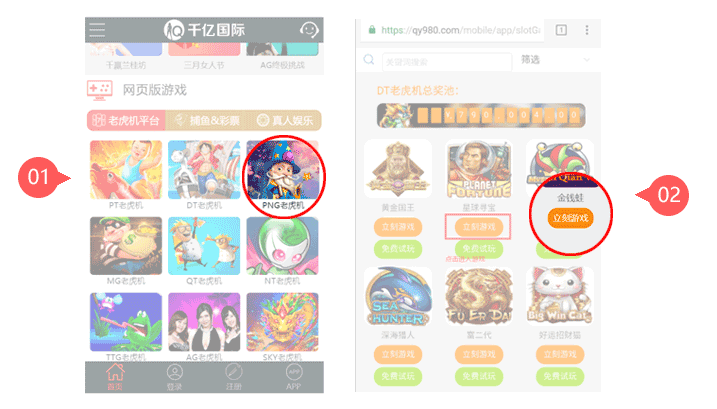 千亿国际
千赢兰桂坊
三月女人节
AG终极挑战
网页版游戏
老虎机平台
捕鱼&彩票
真人娱乐
01
PT老虎机
DT老虎机
PNG老虎机
MG老虎机
QT老虎机
NT老虎机
TTG老虎机
AG老虎机
SKY老虎机
首页
登录
注册
APP
APP
https://qy980.com/mobile/app/slotGa
1
关键词搜索
筛选
DT老虎机总奖池:
PLANET
FORTUNE
Qian W
黄金国王
星球寻宝
金钱蛙
立刻游戏
立刻游戏
立刻游戏
02
免费试玩
免费试玩
点击进入游戏
SEA
HUNTER
FU ER DAI
Big Win Cat
深海猎人
富二代
好运招财猫
立刻游戏
立刻游戏
立刻游戏
免费试玩
免费试玩
免费试玩